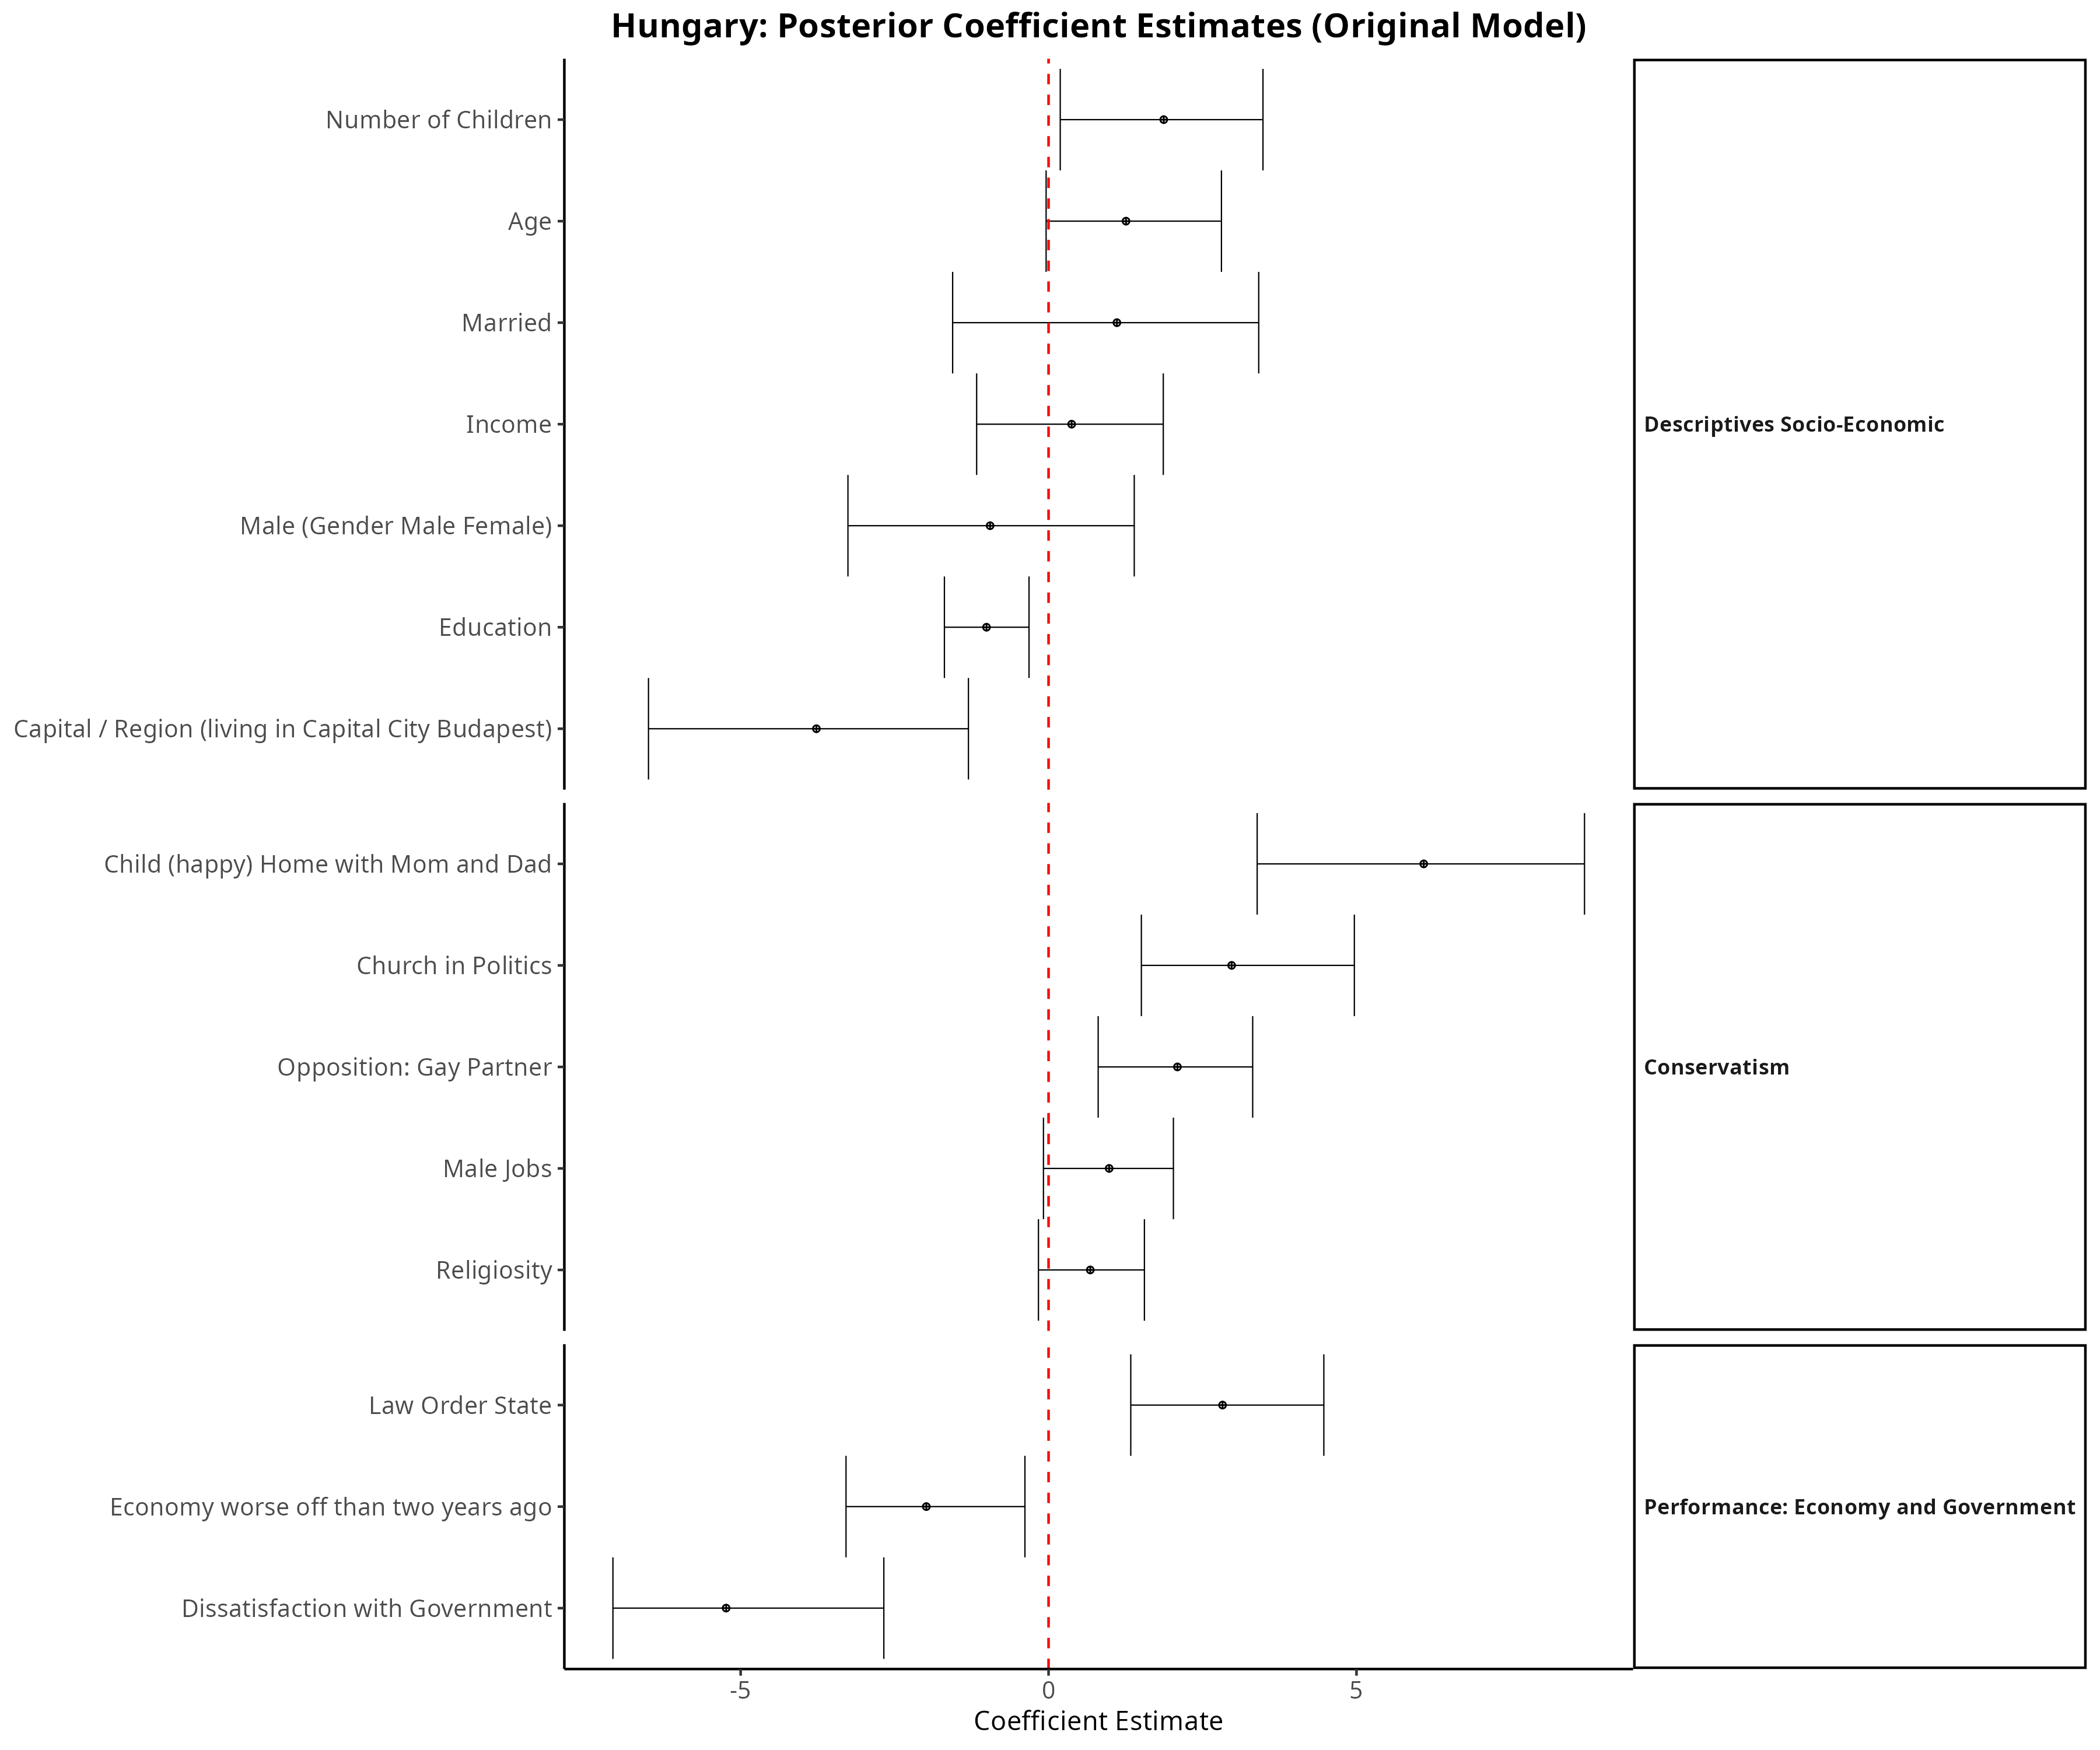 Hungary: Posterior Coefficient Estimates (Original Model)
Number of Children
Age
Married
Income
Male (Gender Male Female)
Education
Capital / Region (living in Capital City Budapest)
Descriptives Socio-Economic
Child (happy) Home with Mom and Dad
Church in Politics
Opposition: Gay Partner
Male Jobs
Religiosity
Conservatism
Law Order State
Economy worse off than two years ago
Dissatisfaction with Government
Performance: Economy and Government
-5 0 5
Coefficient Estimate